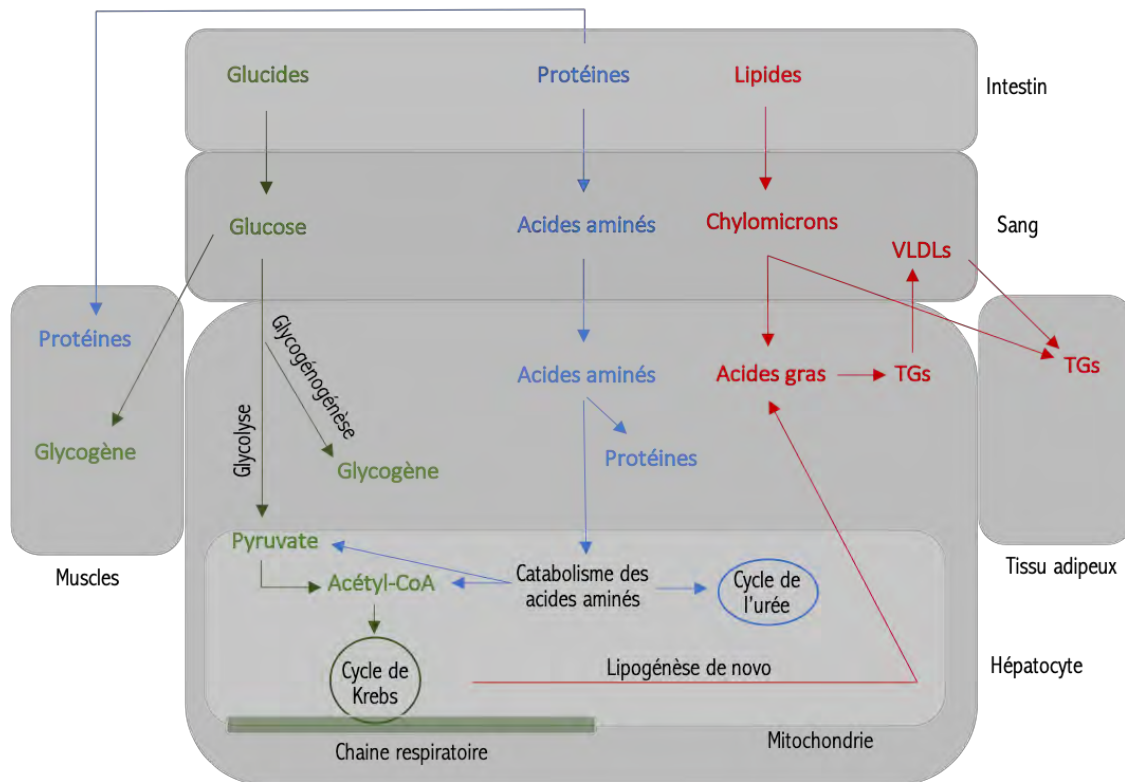 Glucides
Protéines
Lipides
Intestin
Glucose
Acides aminés
Chylomicrons
Sang
VLDLs
Protéines
Glycogène
Muscles
Glycolyse
Glycogénogénèse
Glycogène
Acides aminés
Protéines
Acides gras
TGs
TGs
Tissu adipeux
Pyruvate
Acétyl-CoA
Catabolisme des
acides aminés
Cycle de
l'urée
Cycle de
Krebs
Lipogénèse de novo
Hépatocyte
Chaine respiratoire
Mitochondrie